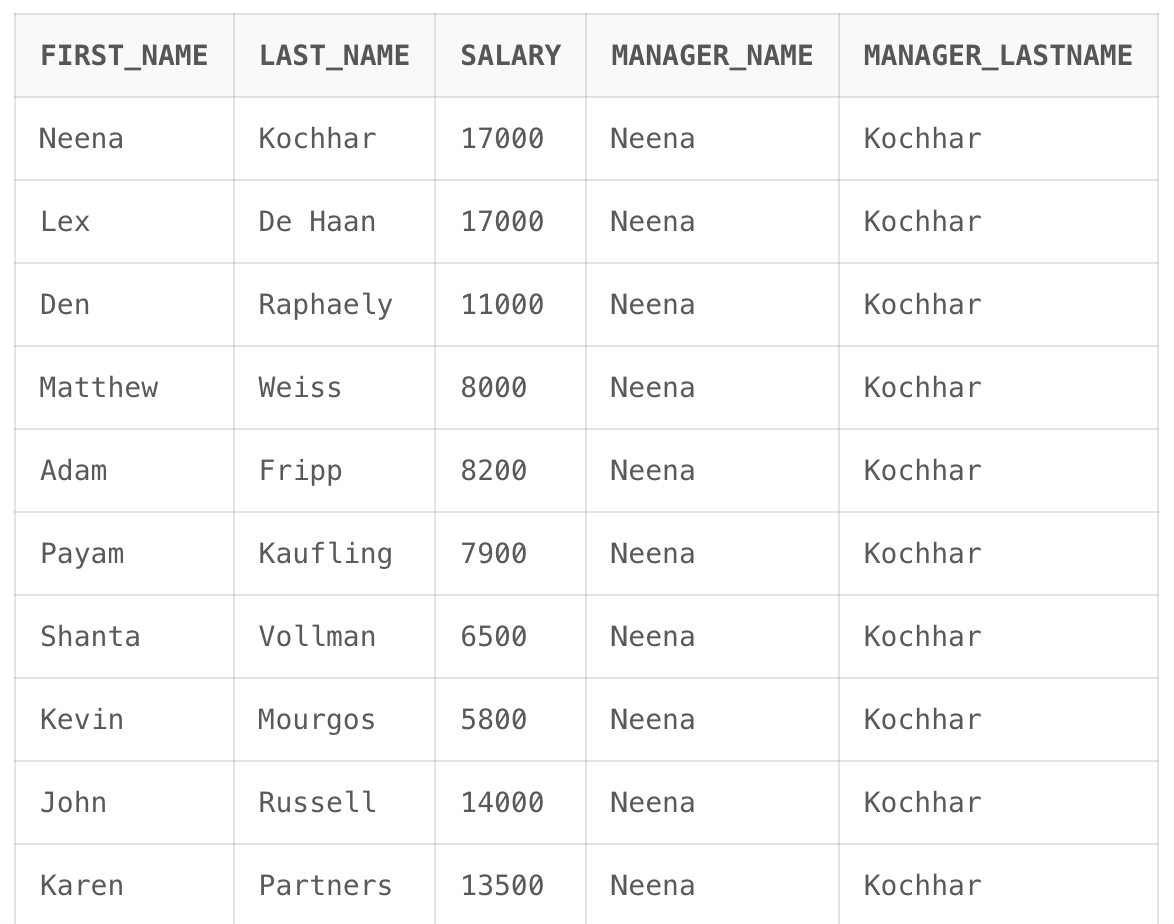 FIRST_NAME LAST_NAME SALARY MANAGER_NAME MANAGER_LASTNAME
Neena Kochhar 17000 Neena Kochhar
Lex De Haan 17000 Neena Kochhar
Den Raphaely 11000 Neena Kochhar
Matthew Weiss 8000 Neena Kochhar
Adam Fripp 8200 Neena Kochhar
Payam Kaufling 7900 Neena Kochhar
Shanta Vollman 6500 Neena Kochhar
Kevin Mourgos 5800 Neena Kochhar
John Russell 14000 Neena Kochhar
Karen Partners 13500 Neena Kochhar